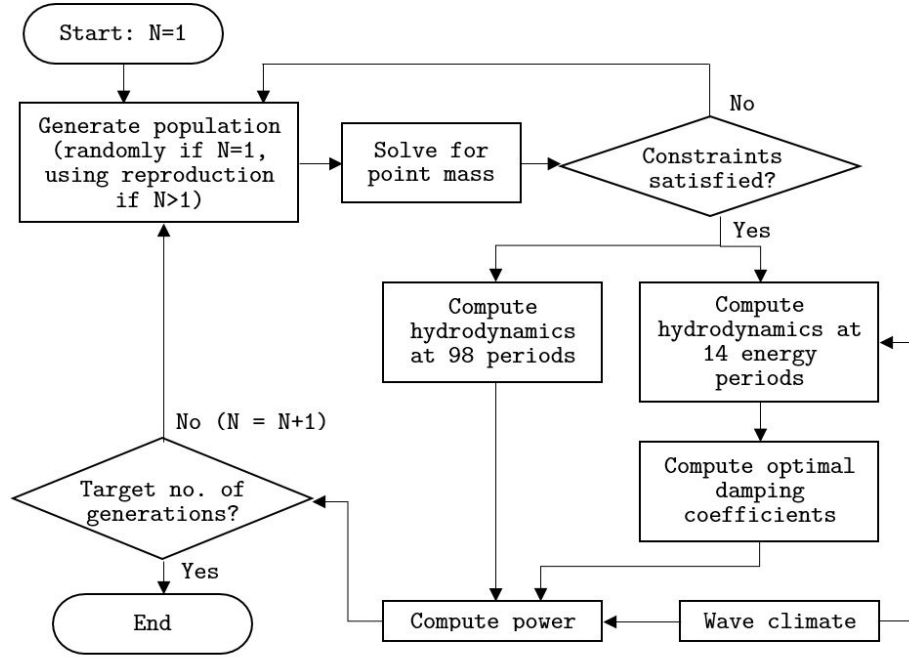 Start: N=1
Generate population
(randomly if N=1,
using reproduction
if N>1)
Solve for
point mass
No
Constraints
satisfied?
Yes
Compute
hydrodynamics
at 98 periods
Compute
hydrodynamics at
14 energy
periods
Compute optimal
damping
coefficients
No (N = N+1)
Target no. of
generations?
Yes
End
Compute power
Wave climate